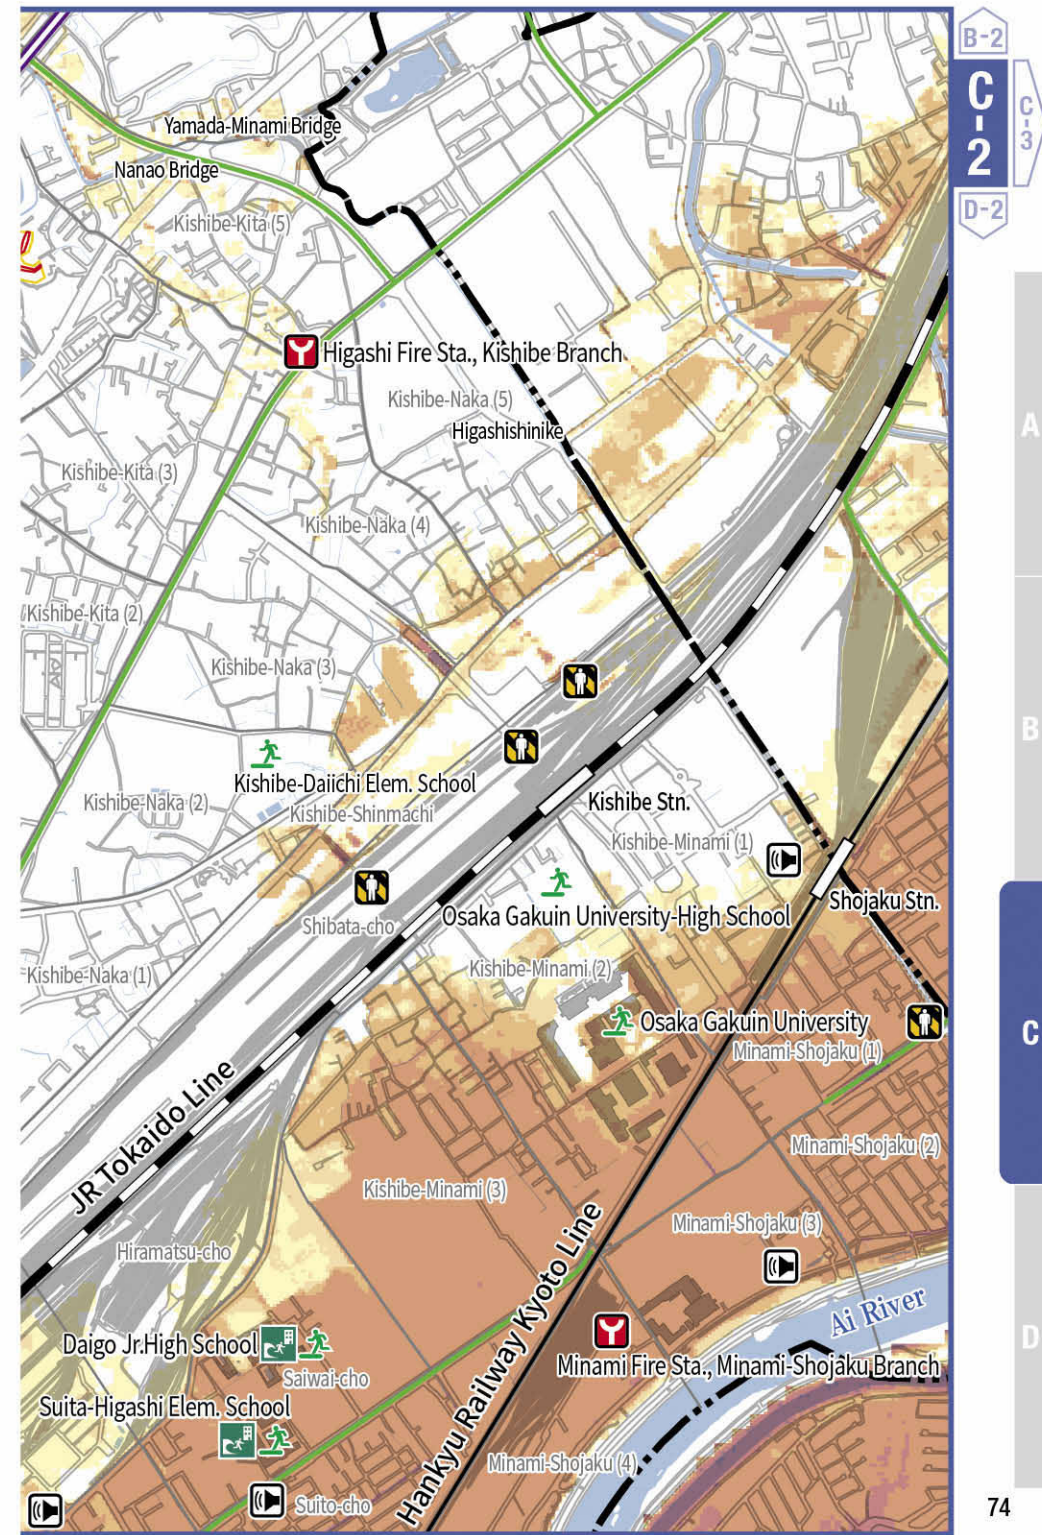 B-2
C-2
C-3
D-2
Yamada-Minami Bridge
Nanao Bridge
Kishibe-Kita (5)
Higashi Fire Sta., Kishibe Branch
Kishibe-Naka (5)
Higashishinike
A
Kishibe-Kita (3)
Kishibe-Naka (4)
Kishibe-Kita (2)
Kishibe-Naka (3)
B
Kishibe-Daiichi Elem. School
Kishibe-Naka (2)
Kishibe-Shinmachi
Kishibe Stn.
Kishibe-Minami (1)
Shojaku Stn.
Shibata-cho
Osaka Gakuin University-High School
Kishibe-Naka (1)
Kishibe-Minami (2)
Osaka Gakuin University
C
Minami-Shojaku (1)
JR Tokaido Line
Minami-Shojaku (2)
Kishibe-Minami (3)
Minami-Shojaku (3)
Hiramatsu-cho
Hankyu Railway Kyoto Line
Ai River
D
Daigo Jr.High School
Minami Fire Sta., Minami-Shojaku Branch
Saiwai-cho
Suita-Higashi Elem. School
Minami-Shojaku (4)
Suito-cho
74